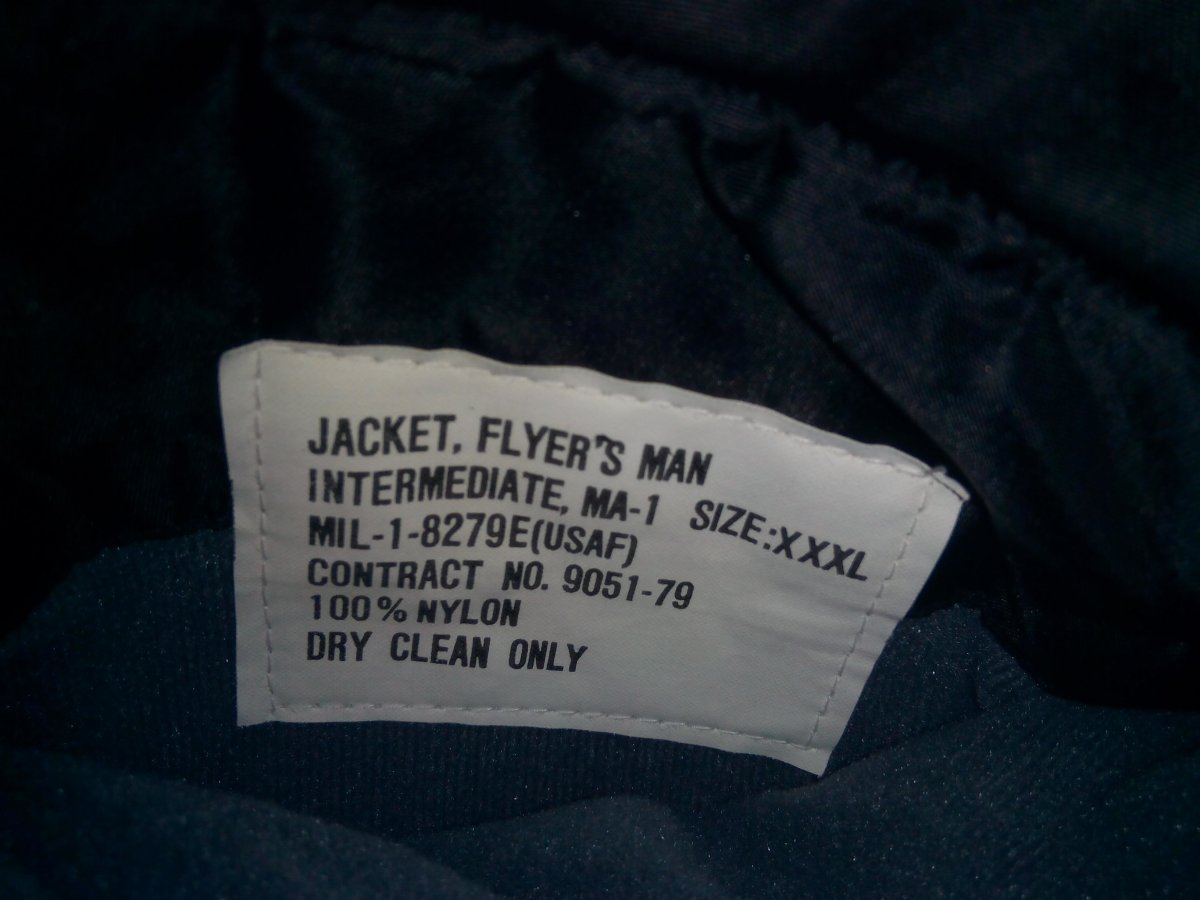 JACKET, FLYER'S MAN
INTERMEDIATE, MA-1 SIZE:XXXL
MIL-1-8279E(USAF)
CONTRACT NO. 9051-79
100% NYLON
DRY CLEAN ONLY